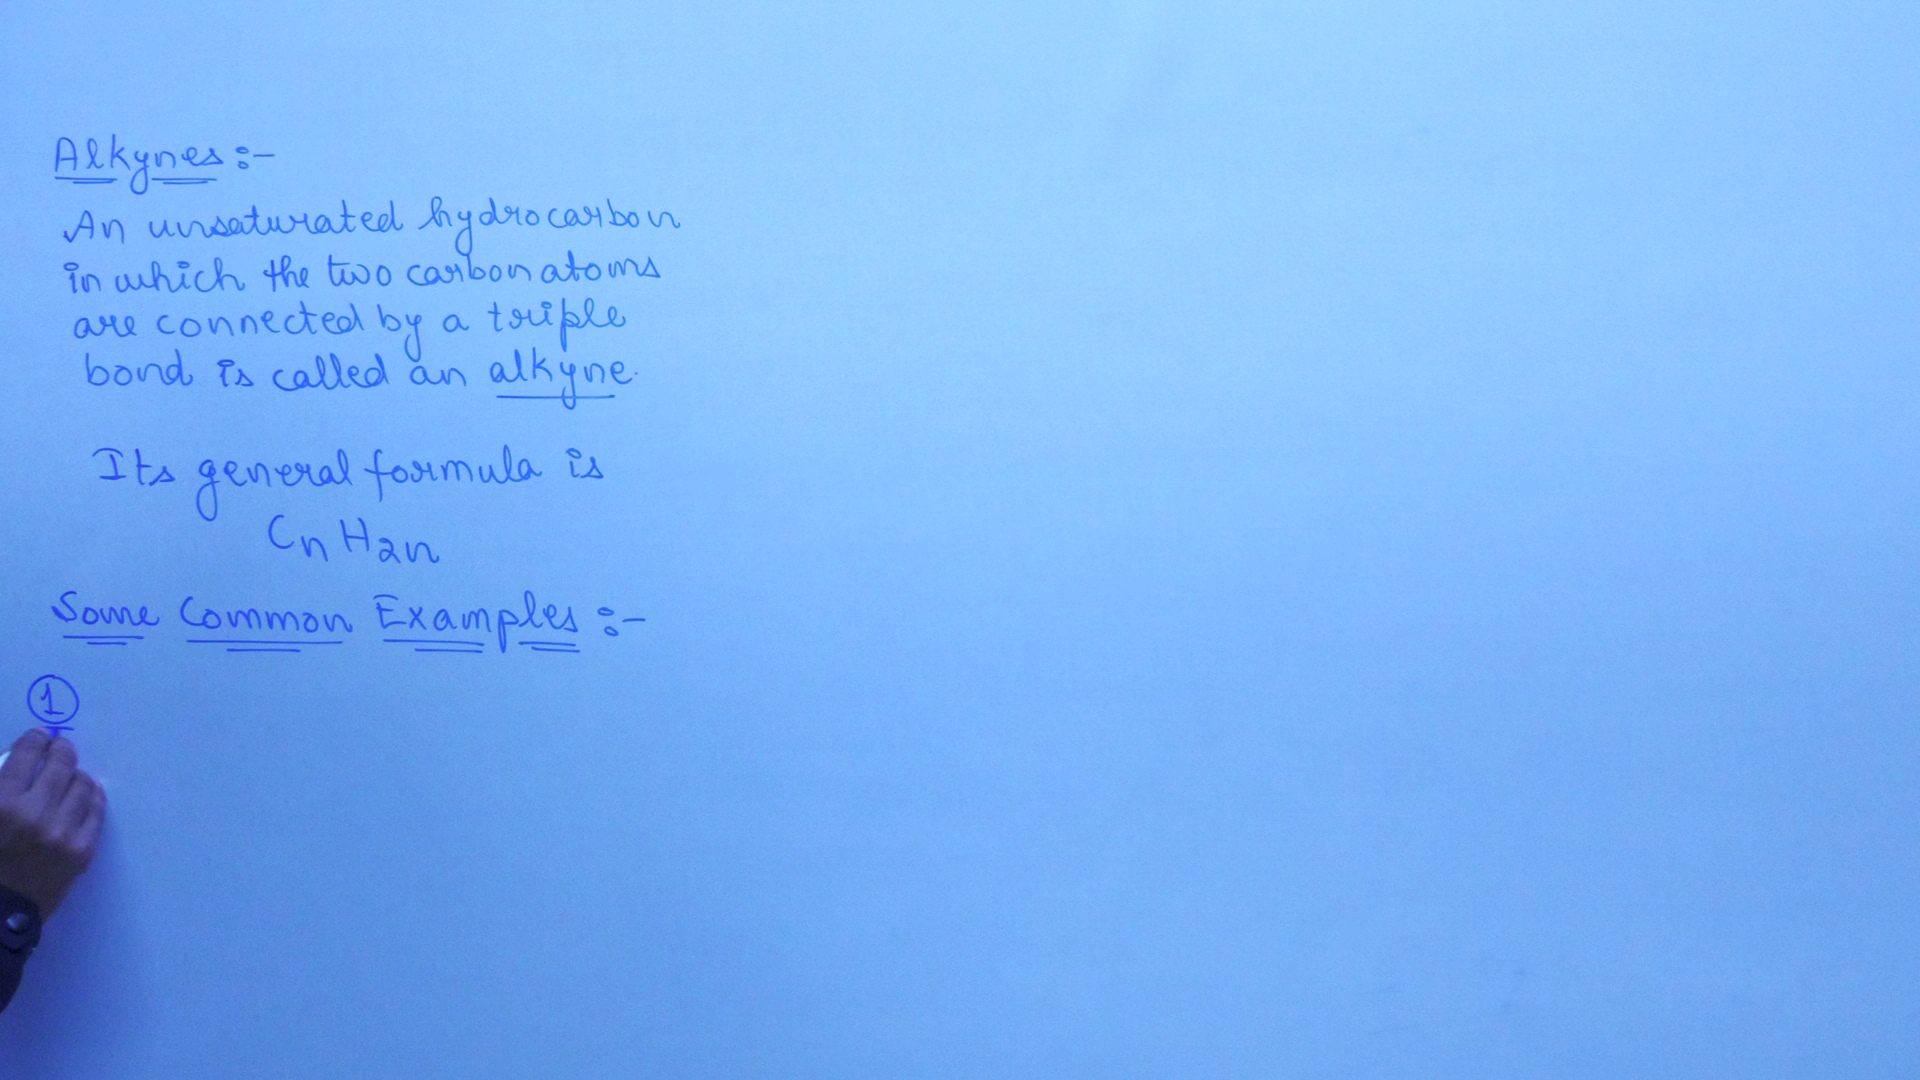 Alkynes :-
An unsaturated hydrocarbon
in which the two carbon atoms
are connected by a triple
bond is called an alkyne.
Its general formula is
CnH2n
Some Common Examples :-
1